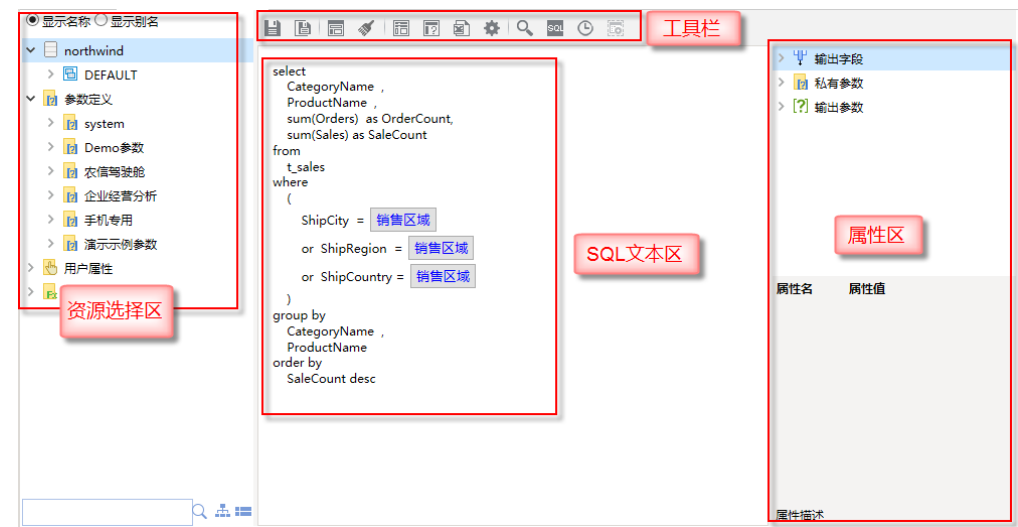 显示名称 显示别名
northwind
DEFAULT
参数定义
system
Demo参数
农信驾驶舱
企业经营分析
手机专用
演示示例参数
用户属性
Fx
资源选择区
SQL
工具栏
select
CategoryName ,
ProductName ,
sum(Orders) as OrderCount,
sum(Sales) as SaleCount
from
t_sales
where
(
ShipCity = 销售区域
or ShipRegion = 销售区域
or ShipCountry = 销售区域
)
group by
CategoryName ,
ProductName
order by
SaleCount desc
SQL文本区
输出字段
私有参数
[?] 输出参数
属性区
属性名 属性值
属性描述